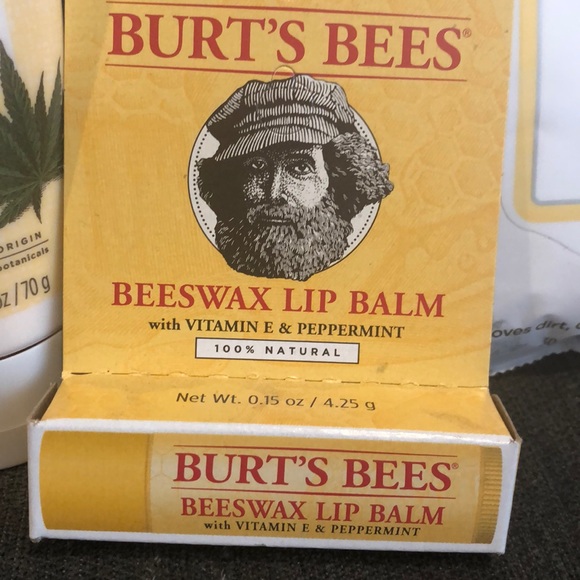 BURT'S BEES®
BEESWAX LIP BALM
with VITAMIN E & PEPPERMINT
100% NATURAL
Net Wt. 0.15 oz / 4.25 g
BURT'S BEES®
BEESWAX LIP BALM
with VITAMIN E & PEPPERMINT
ORIGIN
botanicals
oz / 70 g
oves dirt,